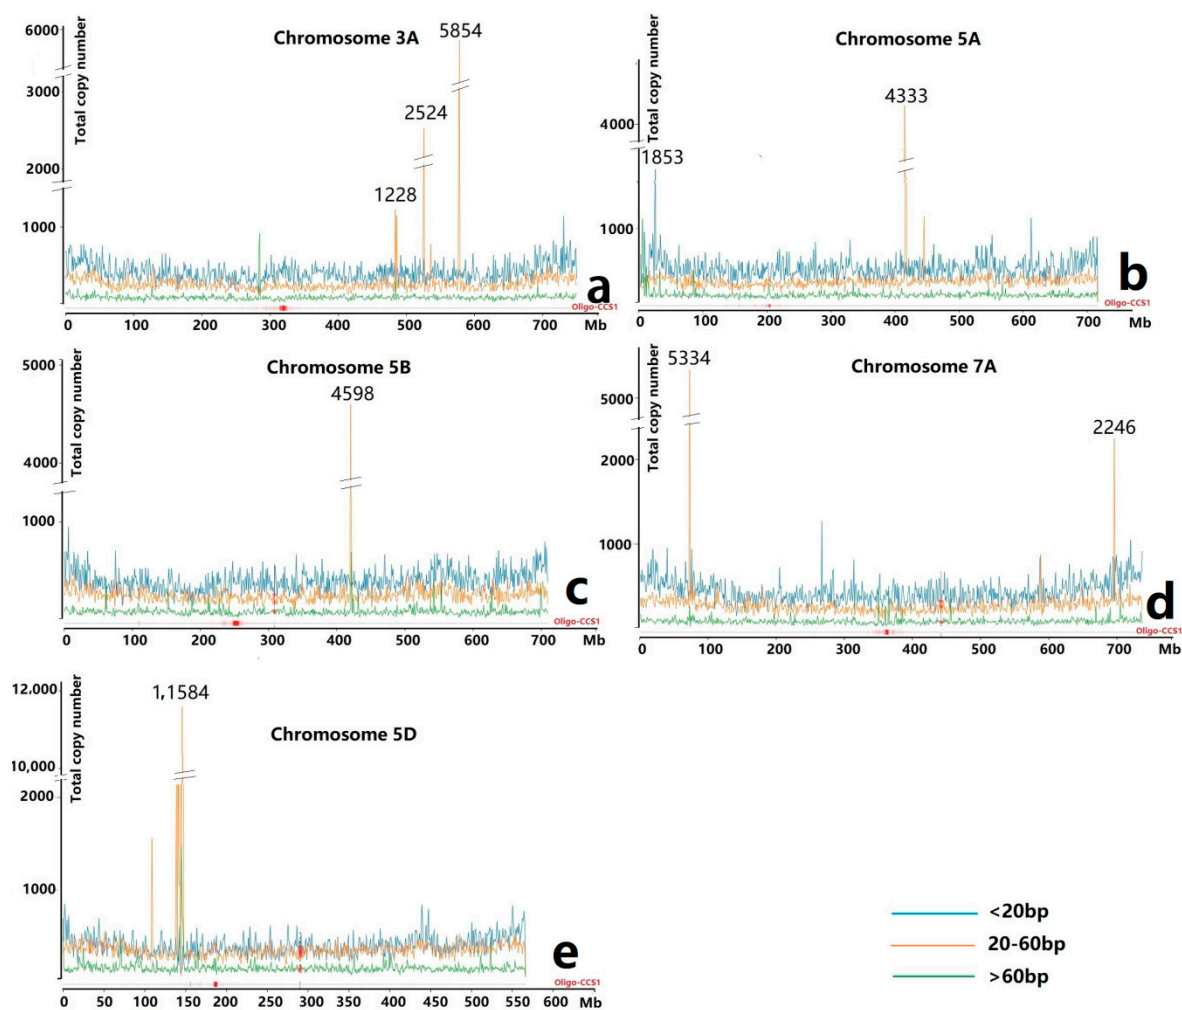 Chromosome 3A
Total copy number
6000
3000
2000
1000
1228
2524
5854
a
Oligo-CCS1
0 100 200 300 400 500 600 700 Mb
Chromosome 5A
Total copy number
4000
1000
1853
4333
b
Oligo-CCS1
0 100 200 300 400 500 600 700 Mb
Chromosome 5B
Total copy number
5000
4000
1000
4598
c
Oligo-CCS1
0 100 200 300 400 500 600 700 Mb
Chromosome 7A
Total copy number
5000
2000
1000
5334
2246
d
Oligo-CCS1
0 100 200 300 400 500 600 700 Mb
Chromosome 5D
Total copy number
12,000
10,000
2000
1000
1,1584
e
Oligo-CCS1
0 50 100 150 200 250 300 350 400 450 500 550 600 Mb
<20bp
20-60bp
>60bp